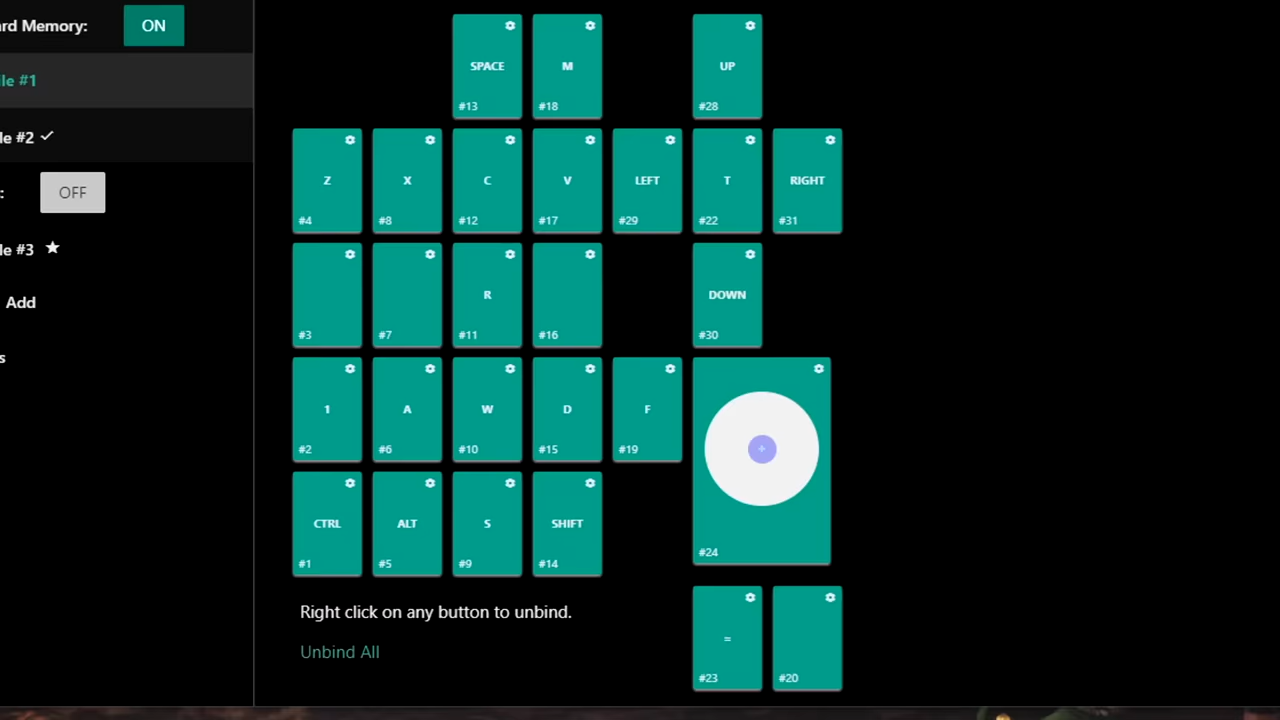 rd Memory:
ON
le #1
le #2
:
OFF
le #3
Add
s
SPACE
#13
M
#18
UP
#28
Z
#4
X
#8
C
#12
V
#17
LEFT
#29
T
#22
RIGHT
#31
#3
#7
R
#11
#16
DOWN
#30
1
#2
A
#6
W
#10
D
#15
F
#19
+
#24
CTRL
#1
ALT
#5
S
#9
SHIFT
#14
Right click on any button to unbind.
Unbind All
=
#23
#20